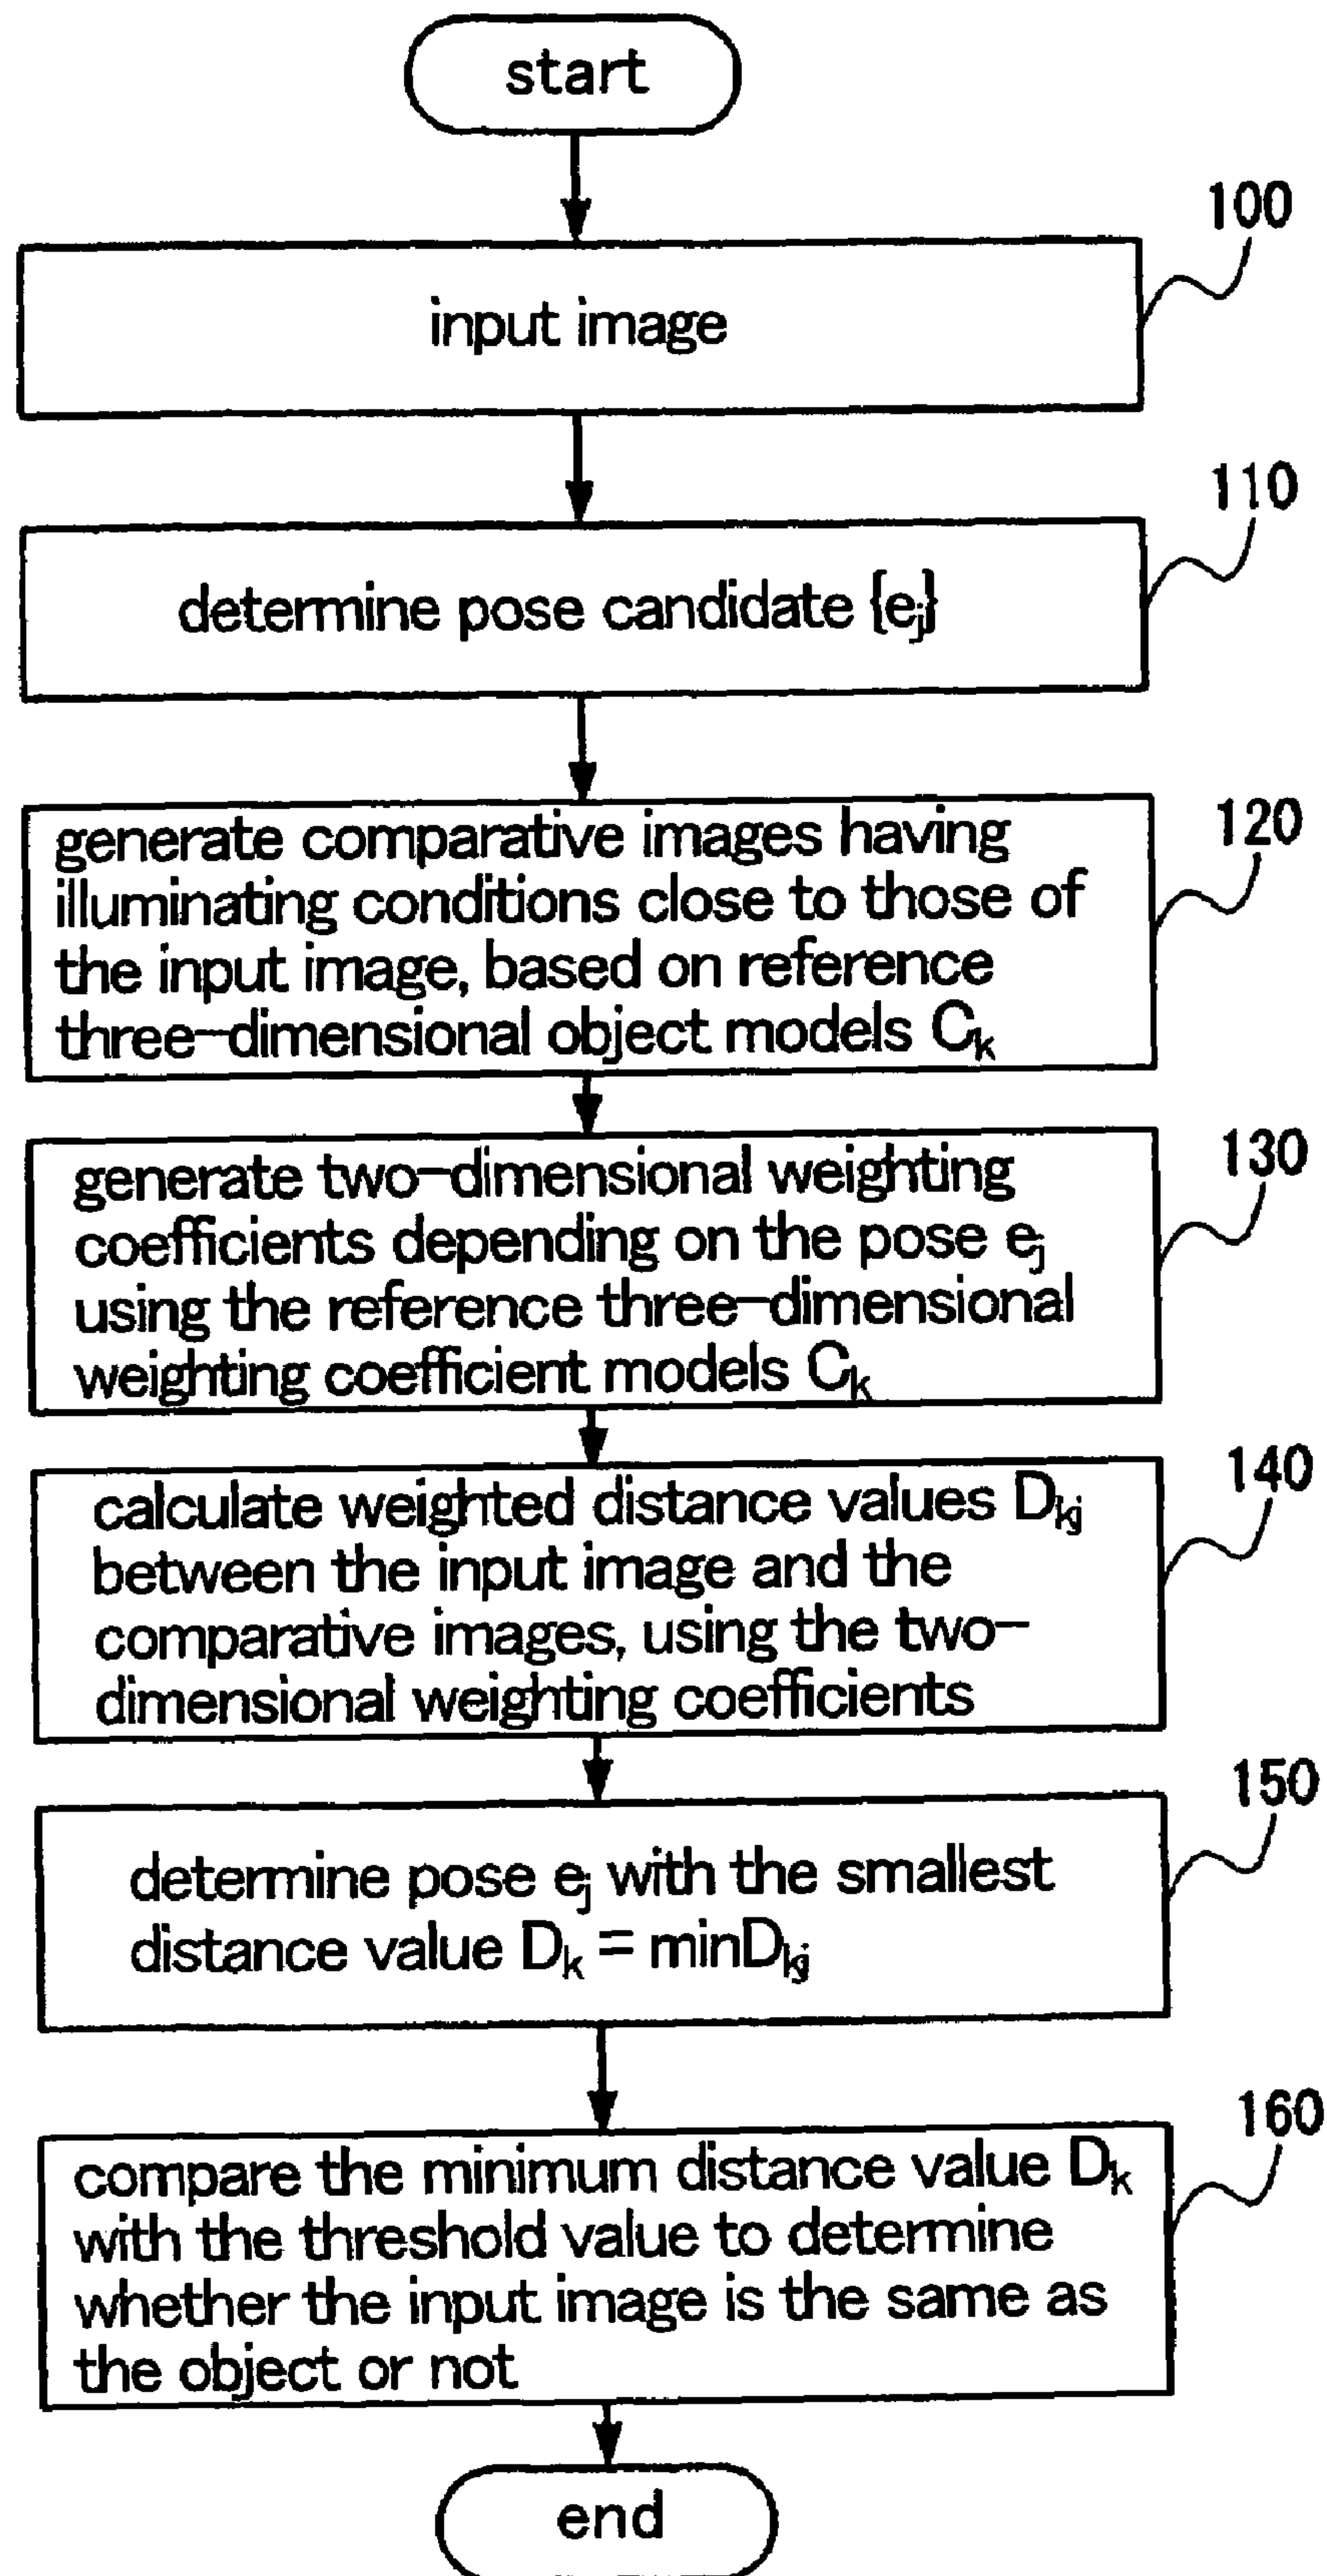 start
100
input image
110
determine pose candidate {eⱼ}
120
generate comparative images having
illuminating conditions close to those of
the input image, based on reference
three-dimensional object models Cₖ
130
generate two-dimensional weighting
coefficients depending on the pose eⱼ
using the reference three-dimensional
weighting coefficient models Cₖ
140
calculate weighted distance values Dₖⱼ
between the input image and the
comparative images, using the two-
dimensional weighting coefficients
150
determine pose eⱼ with the smallest
distance value Dₖ = minDₖⱼ
160
compare the minimum distance value Dₖ
with the threshold value to determine
whether the input image is the same as
the object or not
end